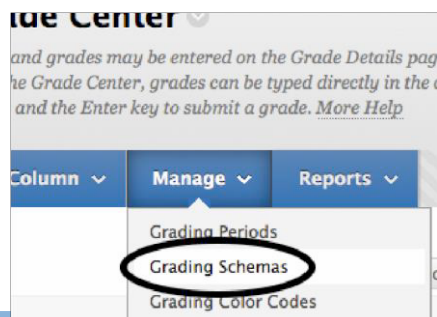 de Center
and grades may be entered on the Grade Details pag
he Grade Center, grades can be typed directly in the
and the Enter key to submit a grade. More Help
Column Manage Reports
Grading Periods
Grading Schemas
Grading Color Codes